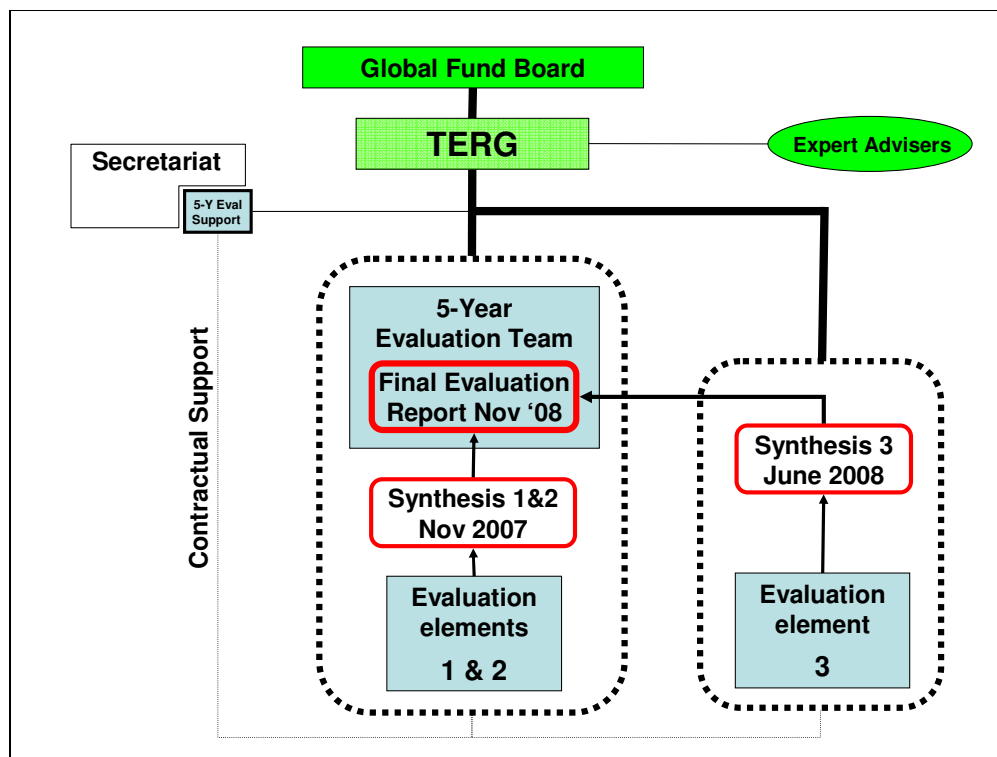 Global Fund Board
TERG
Expert Advisers
Secretariat
5-Y Eval
Support
Contractual Support
5-Year
Evaluation Team
Final Evaluation
Report Nov ‘08
Synthesis 1&2
Nov 2007
Evaluation
elements
1 & 2
Synthesis 3
June 2008
Evaluation
element
3